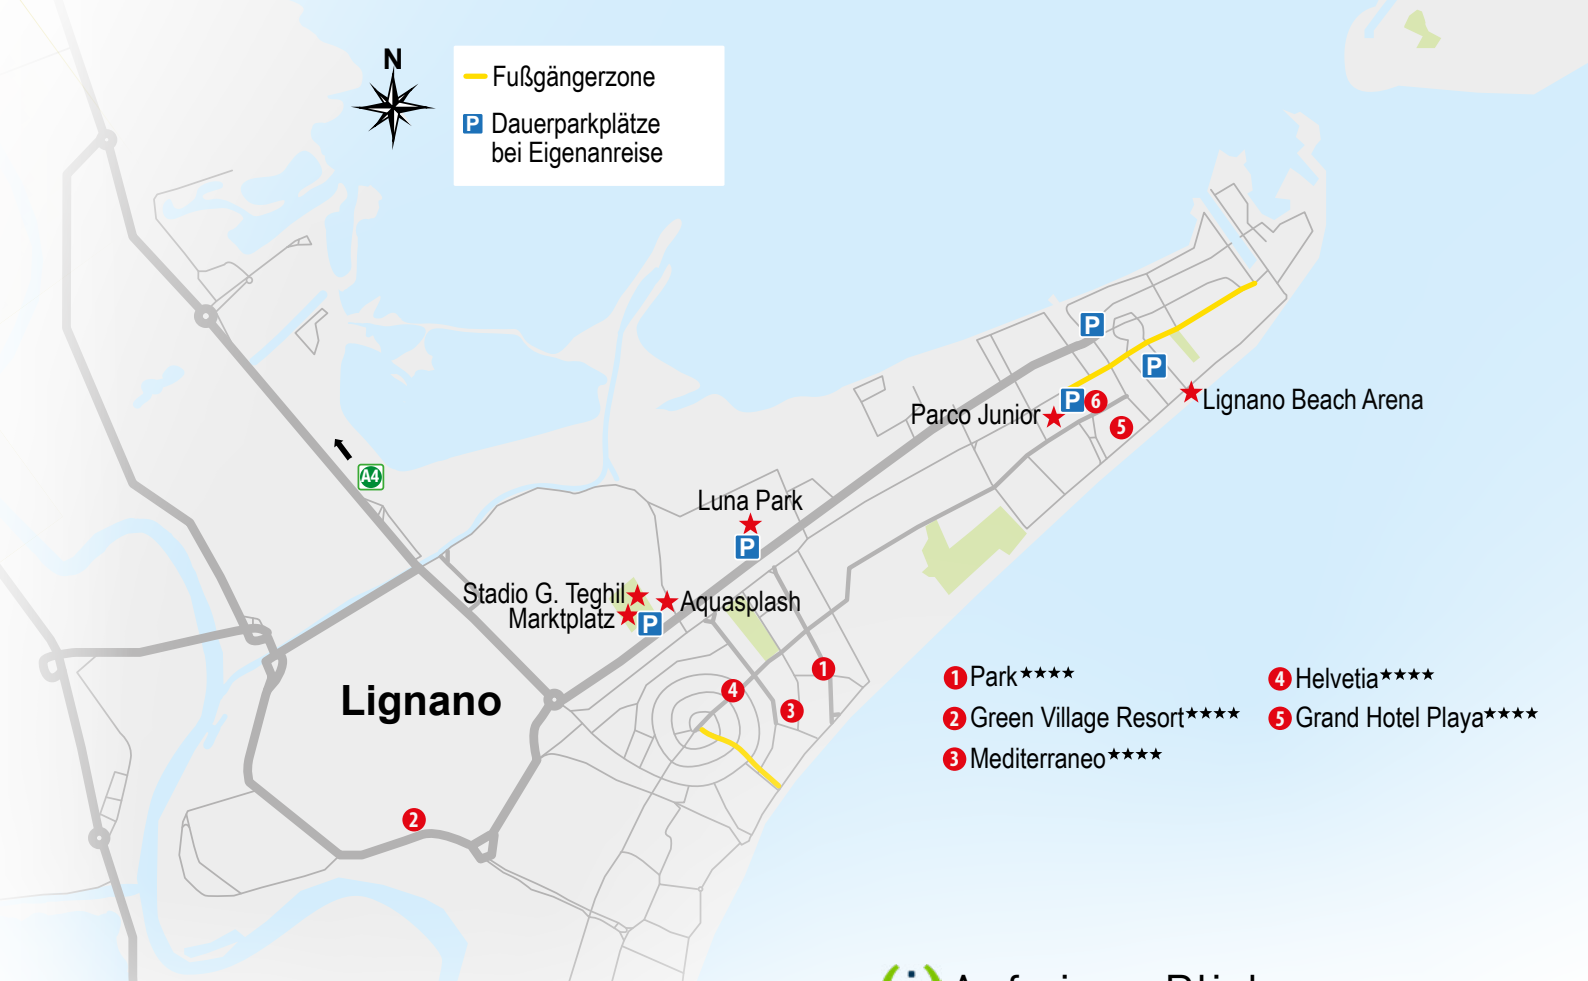 N
Fußgängerzone
P Dauerparkplätze
bei Eigenanreise
P
P
Lignano Beach Arena
Parco Junior
P 6
5
A4
Luna Park
P
Stadio G. Teghil
Aquasplash
Marktplatz
P
Lignano
1
4
3
2
1 Park****
2 Green Village Resort****
3 Mediterraneo****
4 Helvetia****
5 Grand Hotel Playa****